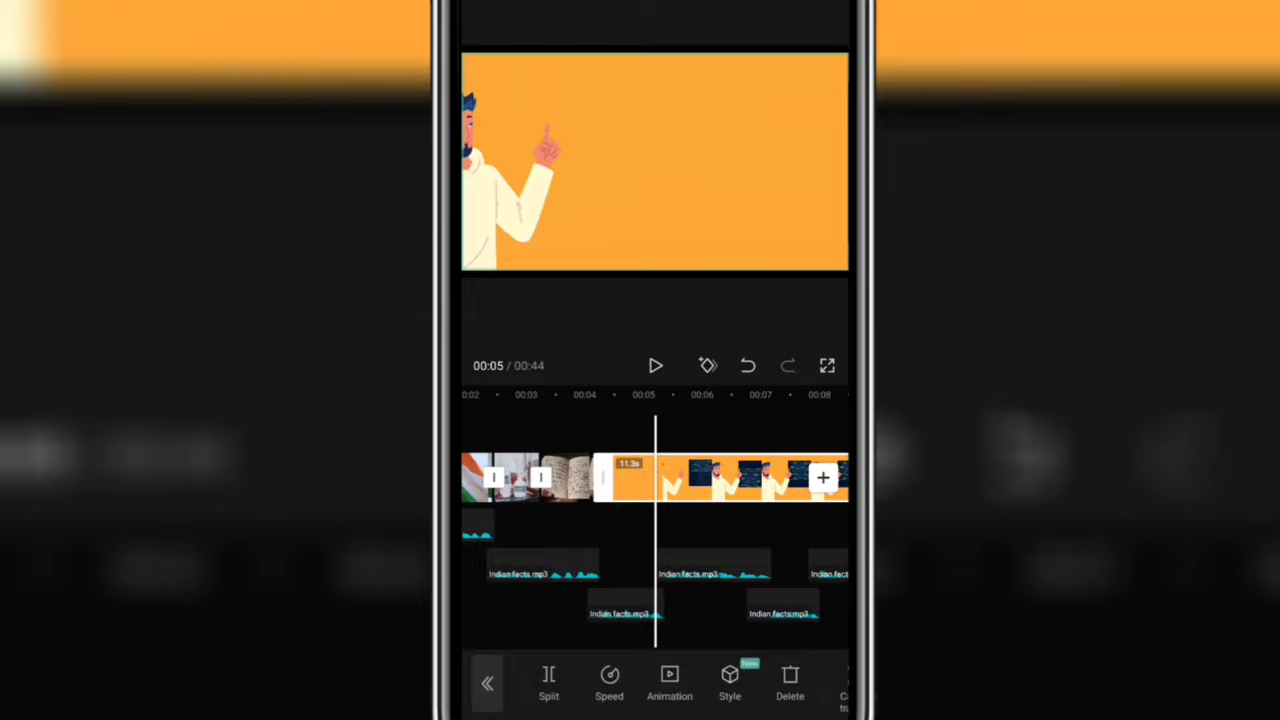 00:05 / 00:44
0:02 00:03 00:04 00:05 00:06 00:07 00:08
11.3s
Indian facts.mp3 Indian facts.mp3 Indian fact
Indian facts.mp3 Indian facts.mp3
New
Split Speed Animation Style Delete